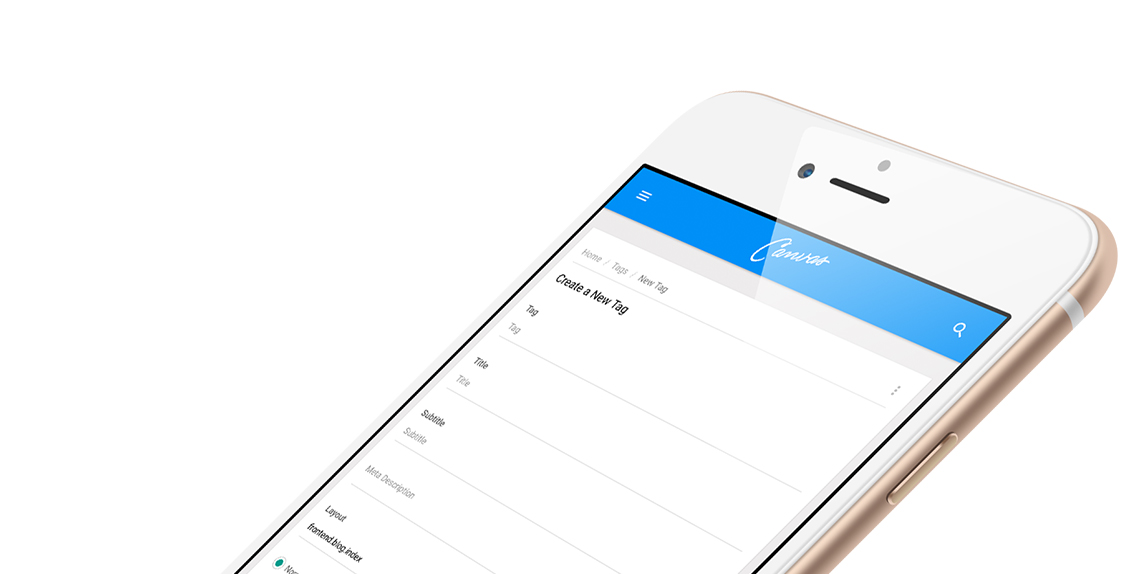 Canvas
Home / Tags / New Tag
Create a New Tag
Tag
Tag
Title
Title
Subtitle
Subtitle
Meta Description
Layout
frontend.blog.index